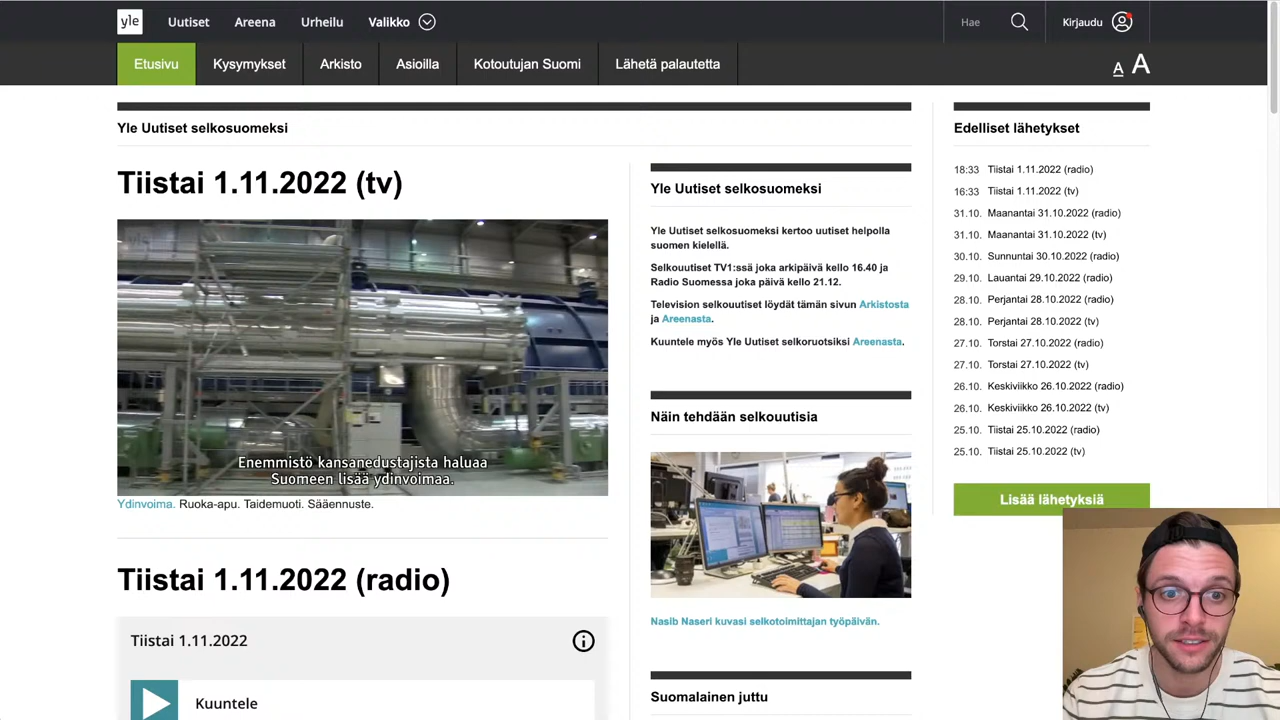 yle
Uutiset
Areena
Urheilu
Valikko
Hae
Kirjaudu
Etusivu
Kysymykset
Arkisto
Asioilla
Kotoutujan Suomi
Lähetä palautetta
A A
Yle Uutiset selkosuomeksi
Tiistai 1.11.2022 (tv)
Enemmistö kansanedustajista haluaa
Suomeen lisää ydinvoimaa.
Ydinvoima. Ruoka-apu. Taidemuoti. Sääennuste.
Tiistai 1.11.2022 (radio)
Tiistai 1.11.2022
Kuuntele
Yle Uutiset selkosuomeksi
Yle Uutiset selkosuomeksi kertoo uutiset helpolla
suomen kielellä.
Selkouutiset TV1:ssä joka arkipäivä kello 16.40 ja
Radio Suomessa joka päivä kello 21.12.
Television selkouutiset löydät tämän sivun Arkistosta
ja Areenasta.
Kuuntele myös Yle Uutiset selkoruotsiksi Areenasta.
Näin tehdään selkouutisia
Nasib Naseri kuvasi selkotoimittajan työpäivän.
Suomalainen juttu
Edelliset lähetykset
18:33 Tiistai 1.11.2022 (radio)
16:33 Tiistai 1.11.2022 (tv)
31.10. Maanantai 31.10.2022 (radio)
31.10. Maanantai 31.10.2022 (tv)
30.10. Sunnuntai 30.10.2022 (radio)
29.10. Lauantai 29.10.2022 (radio)
28.10. Perjantai 28.10.2022 (radio)
28.10. Perjantai 28.10.2022 (tv)
27.10. Torstai 27.10.2022 (radio)
27.10. Torstai 27.10.2022 (tv)
26.10. Keskiviikko 26.10.2022 (radio)
26.10. Keskiviikko 26.10.2022 (tv)
25.10. Tiistai 25.10.2022 (radio)
25.10. Tiistai 25.10.2022 (tv)
Lisää lähetyksiä